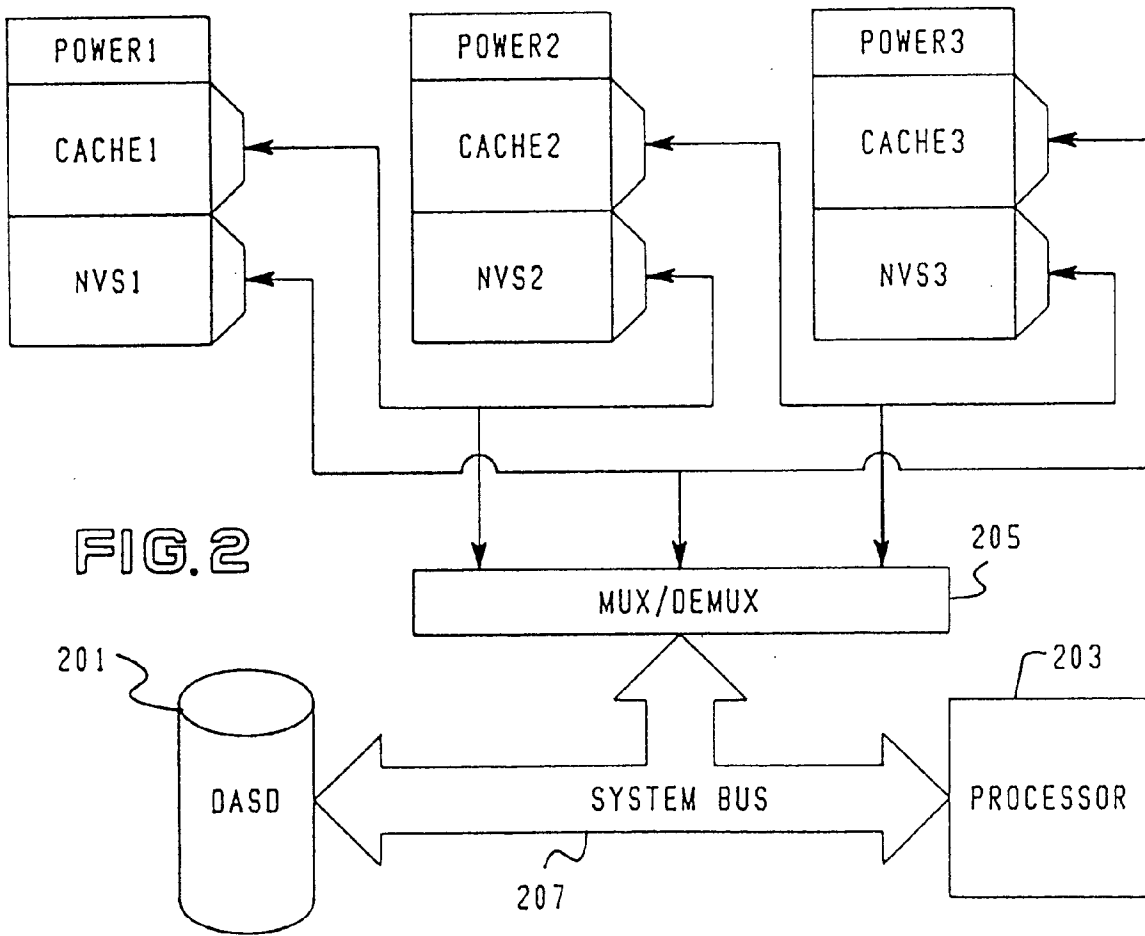 POWER1
POWER2
POWER3
CACHE1
CACHE2
CACHE3
NVS1
NVS2
NVS3
FIG.2
205
MUX/DEMUX
201
203
DASD
SYSTEM BUS
PROCESSOR
207